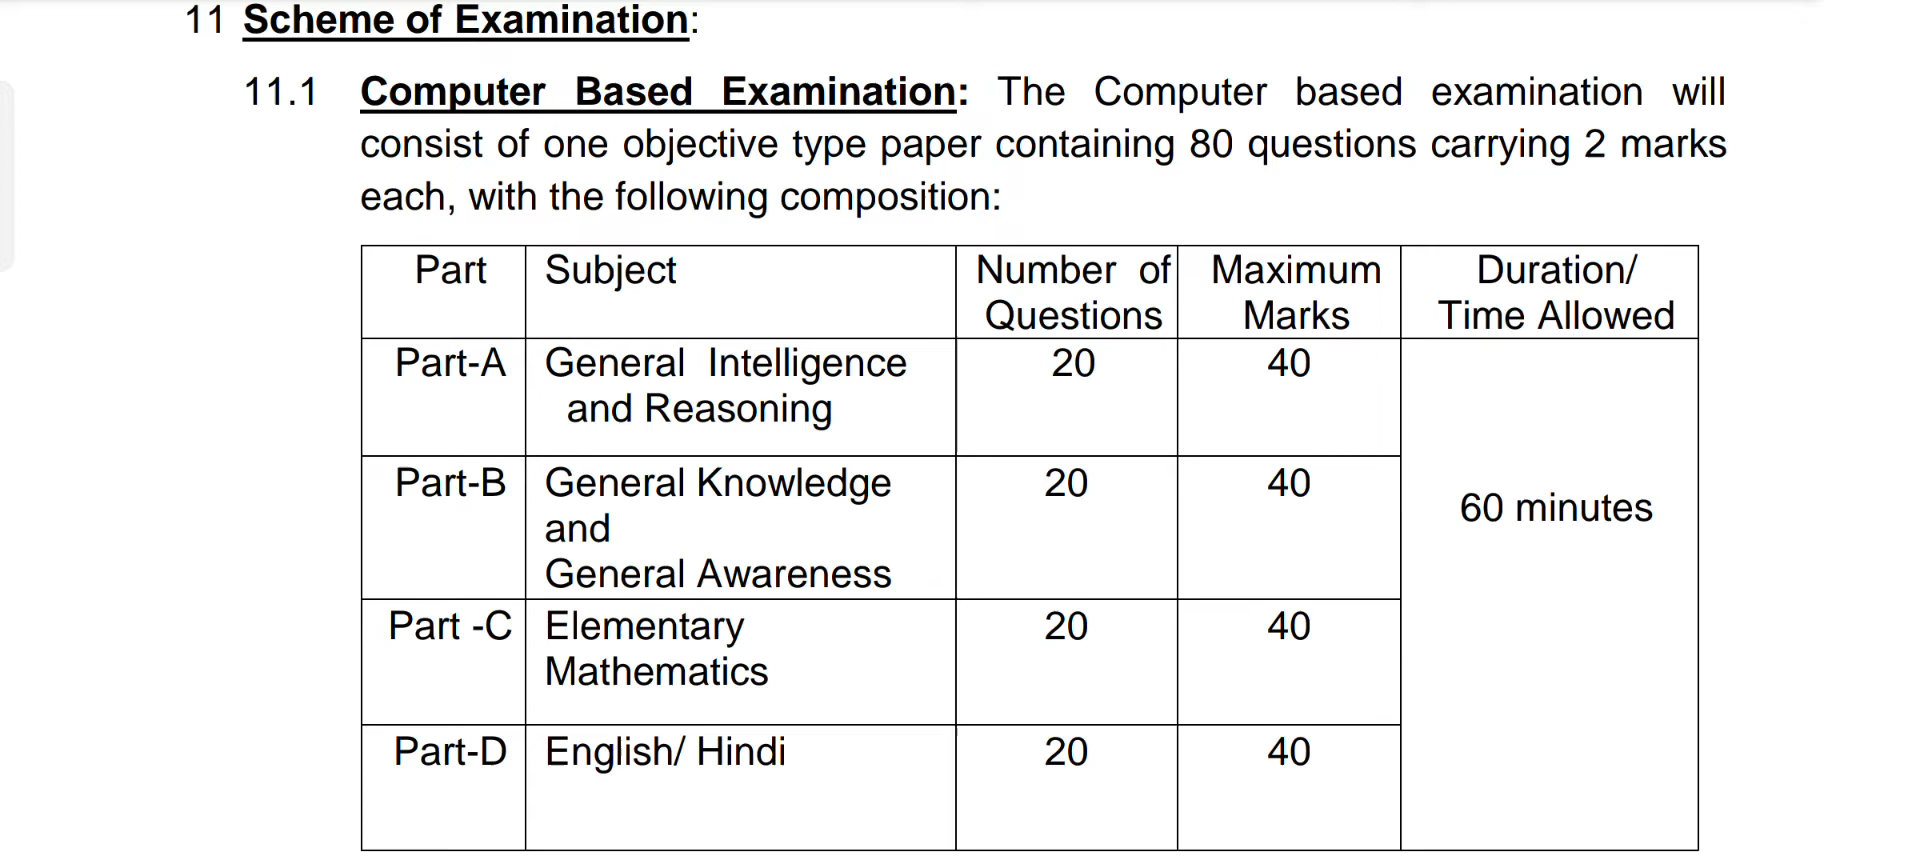 11 Scheme of Examination:
11.1 Computer Based Examination: The Computer based examination will
consist of one objective type paper containing 80 questions carrying 2 marks
each, with the following composition:
Part Subject Number of Maximum Duration/
Questions Marks Time Allowed
Part-A General Intelligence 20 40
and Reasoning
Part-B General Knowledge 20 40
60 minutes
and
General Awareness
Part -C Elementary 20 40
Mathematics
Part-D English/ Hindi 20 40